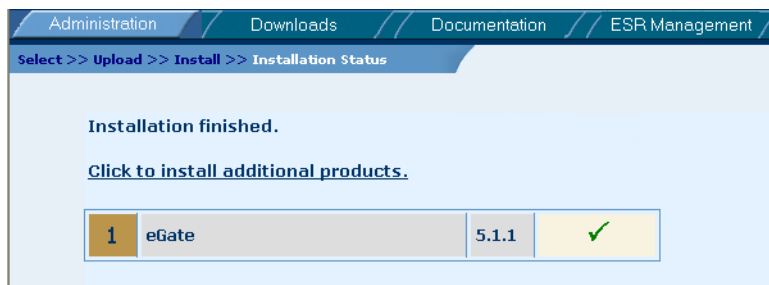 Administration Downloads Documentation ESR Management
Select >> Upload >> Install >> Installation Status
Installation finished.
Click to install additional products.
1 eGate 5.1.1